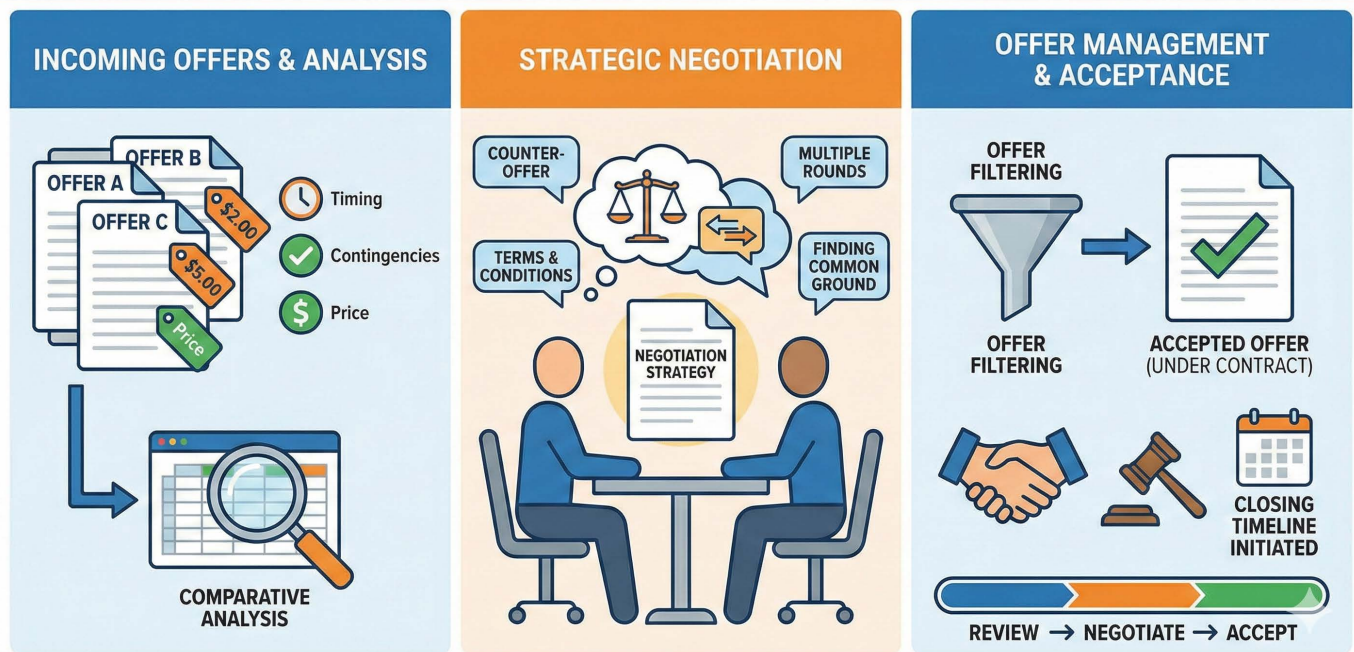 INCOMING OFFERS & ANALYSIS
OFFER B
OFFER A
OFFER C
$2.00
$5.00
Price
Timing
Contingencies
Price
COMPARATIVE
ANALYSIS
STRATEGIC NEGOTIATION
COUNTER-
OFFER
MULTIPLE
ROUNDS
TERMS &
CONDITIONS
FINDING
COMMON
GROUND
NEGOTIATION
STRATEGY
OFFER MANAGEMENT
& ACCEPTANCE
OFFER
FILTERING
OFFER
FILTERING
ACCEPTED OFFER
(UNDER CONTRACT)
CLOSING
TIMELINE
INITIATED
REVIEW → NEGOTIATE → ACCEPT